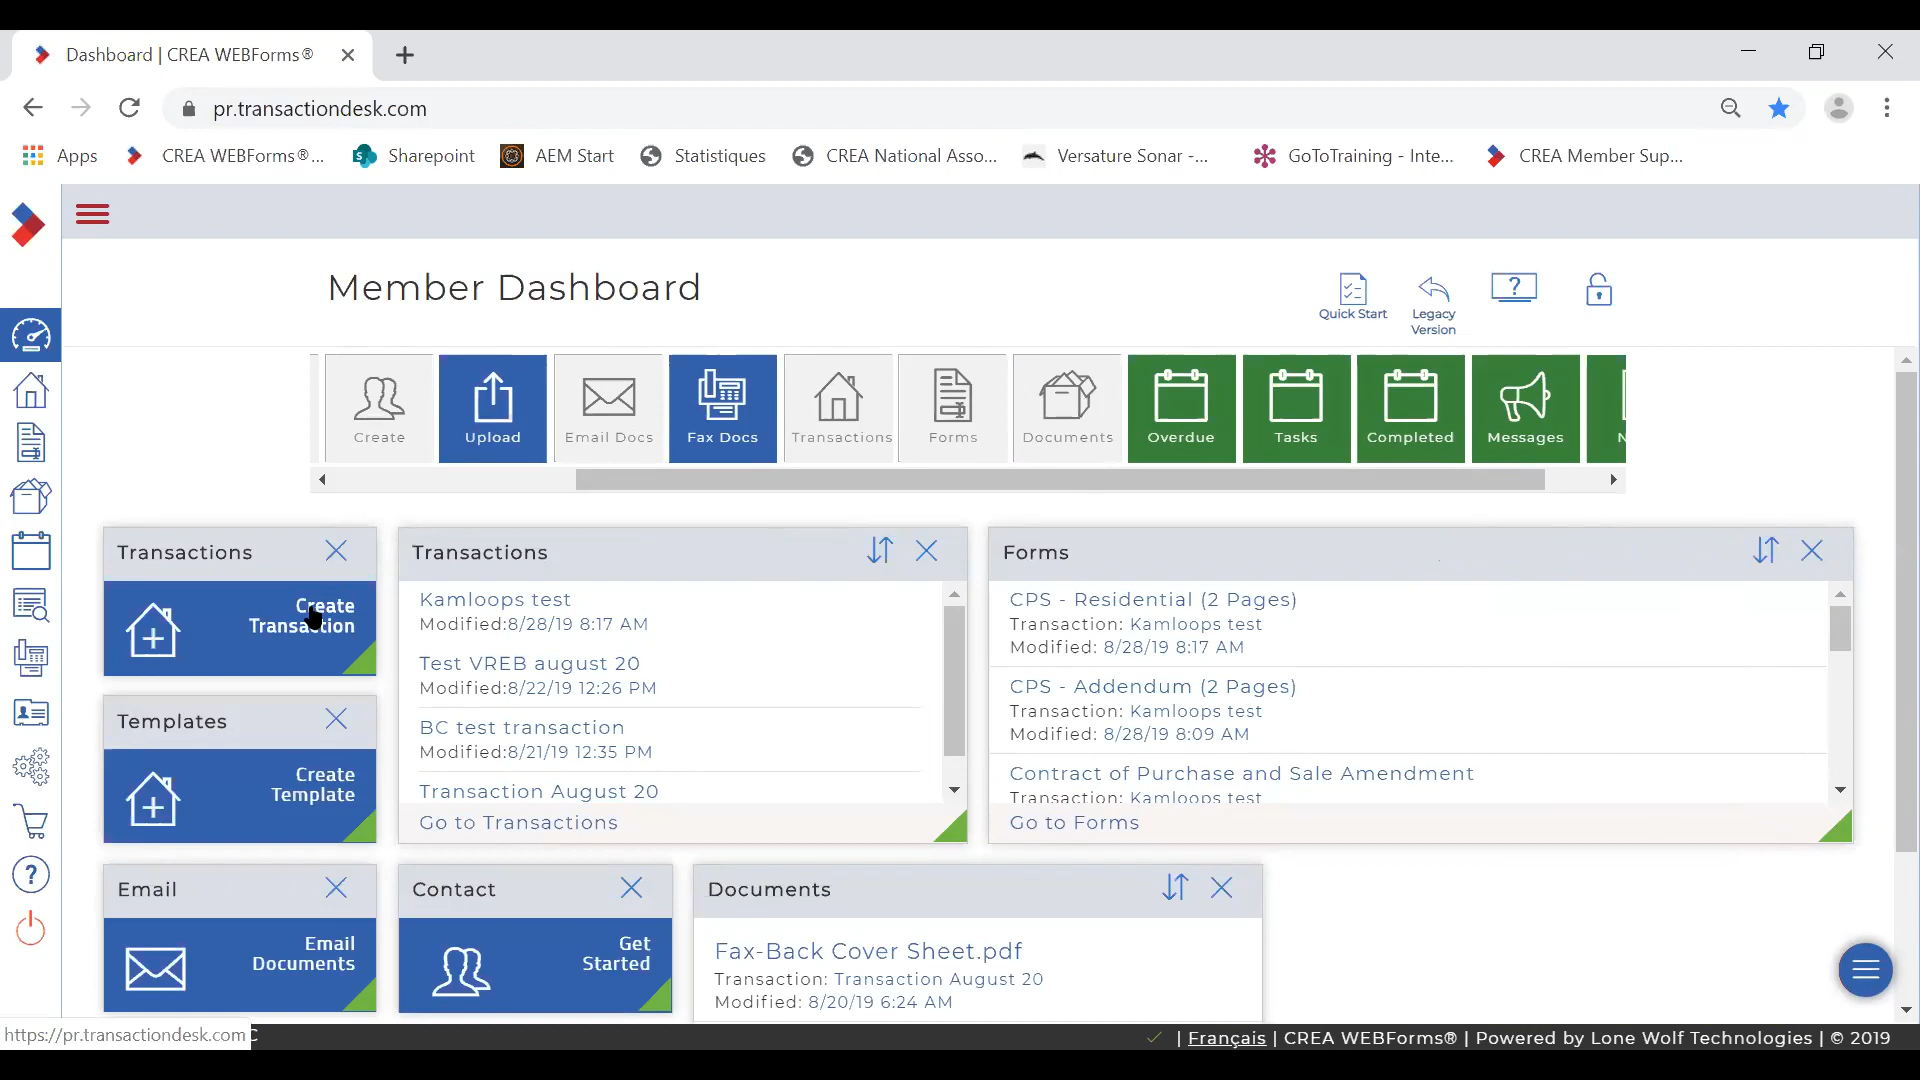 Dashboard | CREA WEBForms®
pr.transactiondesk.com
Apps
CREA WEBForms®...
Sharepoint
AEM Start
Statistiques
CREA National Asso...
Versature Sonar -...
GoToTraining - Inte...
CREA Member Sup...
Member Dashboard
Quick Start
Legacy
Version
?
Create
Upload
Email Docs
Fax Docs
Transactions
Forms
Documents
Overdue
Tasks
Completed
Messages
Transactions
Create
Transaction
Templates
Create
Template
Transactions
Kamloops test
Modified:8/28/19 8:17 AM
Test VREB august 20
Modified:8/22/19 12:26 PM
BC test transaction
Modified:8/21/19 12:35 PM
Transaction August 20
Go to Transactions
Forms
CPS - Residential (2 Pages)
Transaction: Kamloops test
Modified: 8/28/19 8:17 AM
CPS - Addendum (2 Pages)
Transaction: Kamloops test
Modified: 8/28/19 8:09 AM
Contract of Purchase and Sale Amendment
Transaction: Kamloops test
Go to Forms
Email
Email
Documents
Contact
Get
Started
Documents
Fax-Back Cover Sheet.pdf
Transaction: Transaction August 20
Modified: 8/20/19 6:24 AM
?
https://pr.transactiondesk.com
| Français | CREA WEBForms® | Powered by Lone Wolf Technologies | © 2019